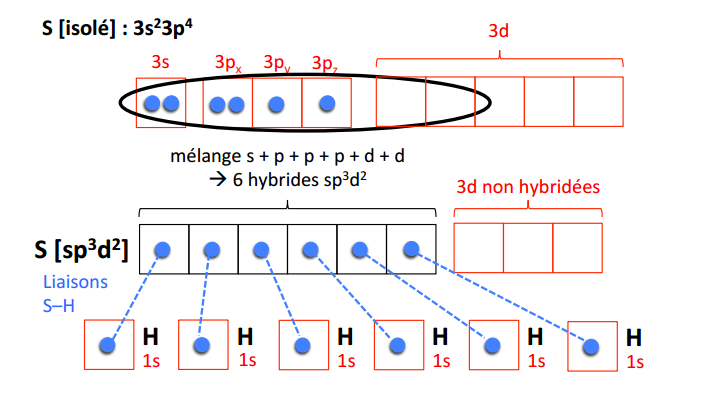 S [isolé] : 3s²3p⁴
3d
3s 3pₓ 3pᵧ 3p_z
mélange s + p + p + p + d + d
→ 6 hybrides sp³d²
3d non hybridées
S [sp³d²]
Liaisons
S–H
H H H H H H
1s 1s 1s 1s 1s 1s